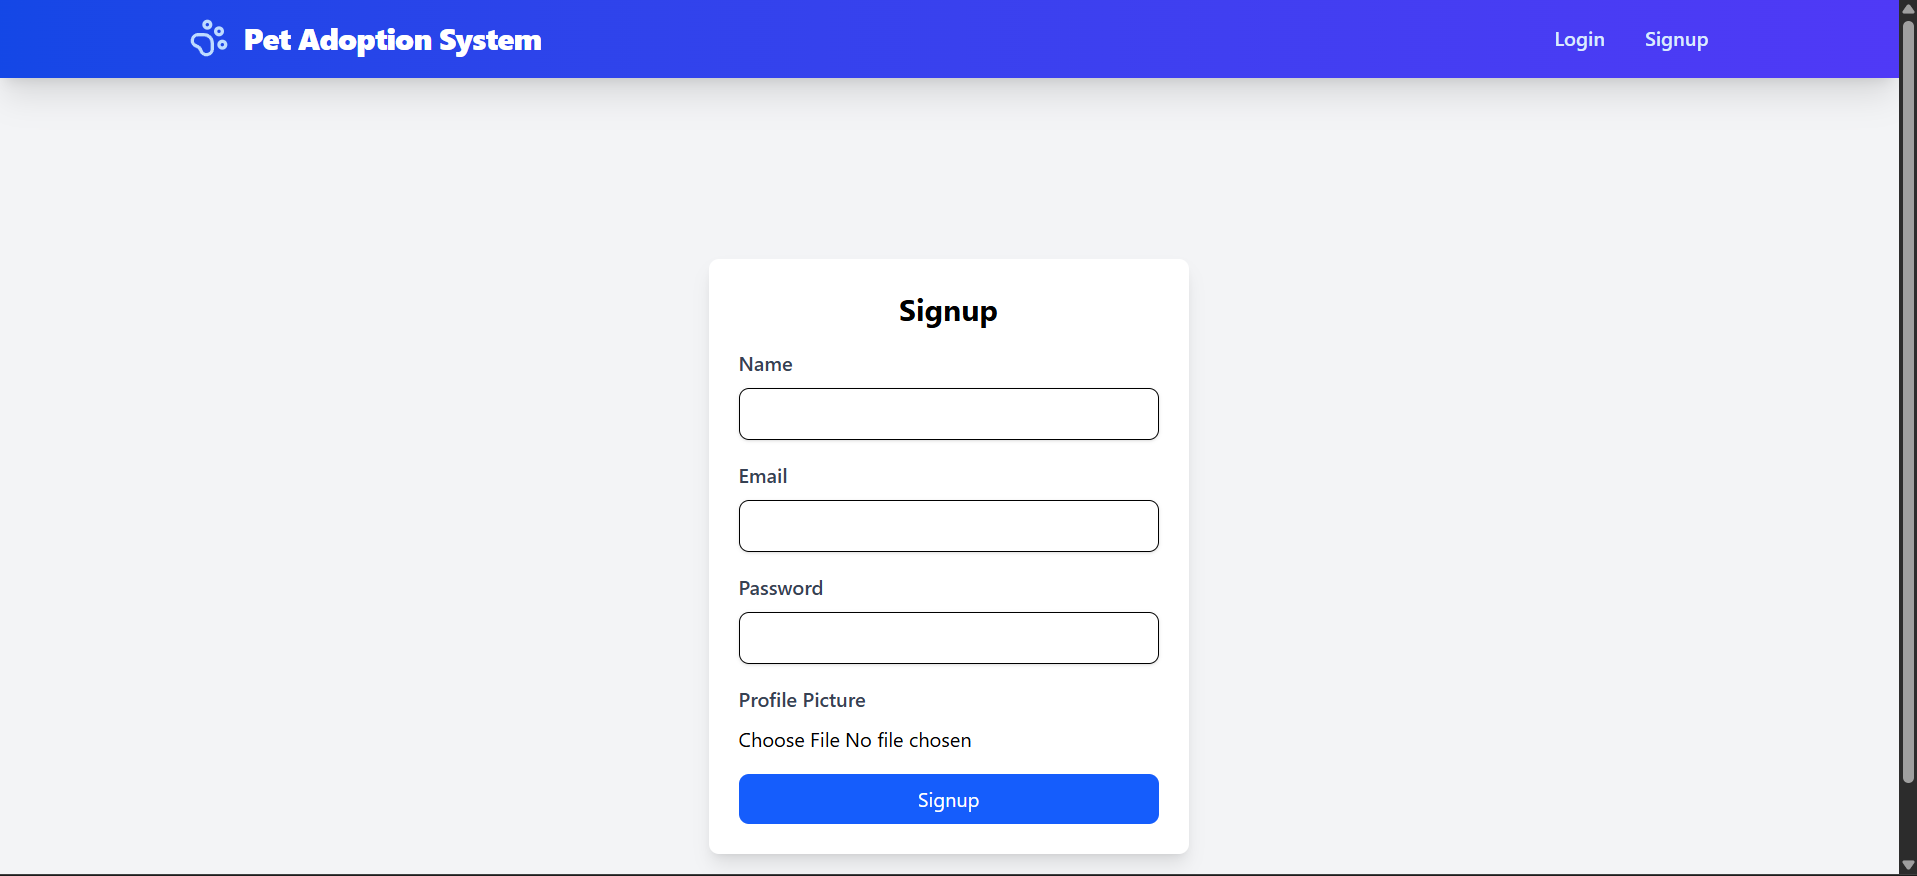 Pet Adoption System
Login Signup
Signup
Name
Email
Password
Profile Picture
Choose File No file chosen
Signup